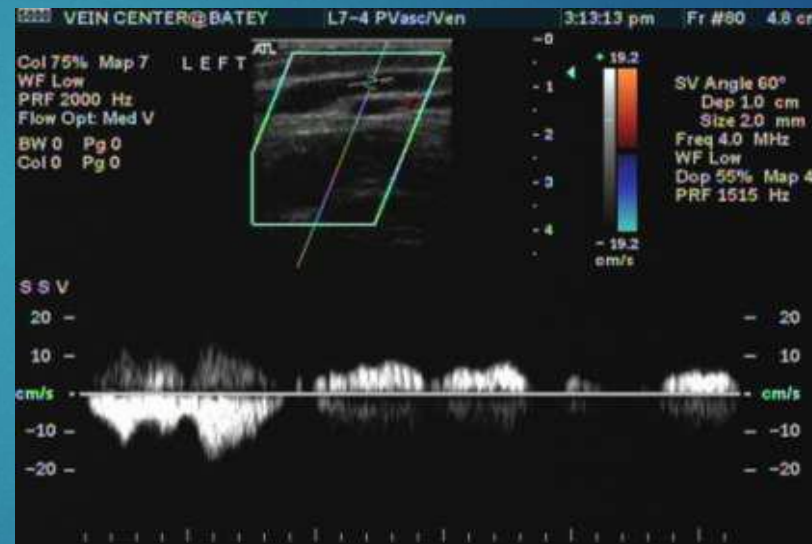 VEIN CENTER@BATEY L7-4 PVasc/Ven 3:13:13 pm Fr #80 4.8 c
Col 75% Map 7
WF Low
PRF 2000 Hz
Flow Opt: Med V
BW 0 Pg 0
Col 0 Pg 0
L E F T
ATL
0
1
2
3
4
+ 19.2
- 19.2
cm/s
SV Angle 60°
Dep 1.0 cm
Size 2.0 mm
Freq 4.0 MHz
WF Low
Dop 55% Map 4
PRF 1515 Hz
S S V
20 20
10 10
cm/s cm/s
-10 -10
-20 -20